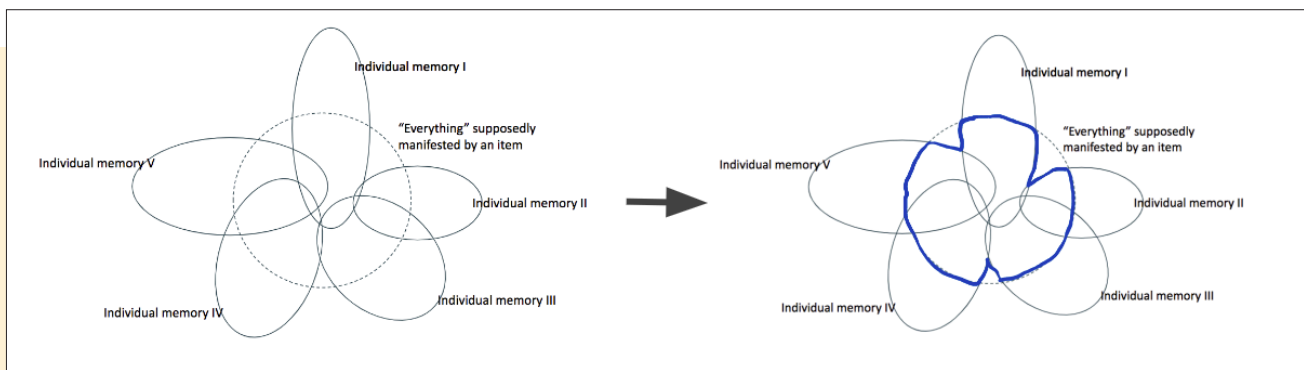 Individual memory I
“Everything” supposedly
manifested by an item
Individual memory V
Individual memory II
Individual memory III
Individual memory IV
Individual memory I
“Everything” supposedly
manifested by an item
Individual memory V
Individual memory II
Individual memory III
Individual memory IV